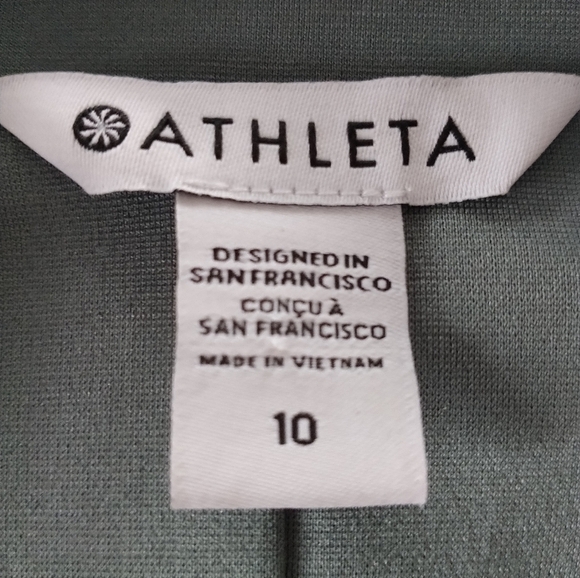 ATHLETA
DESIGNED IN
SAN FRANCISCO
CONÇU À
SAN FRANCISCO
MADE IN VIETNAM
10